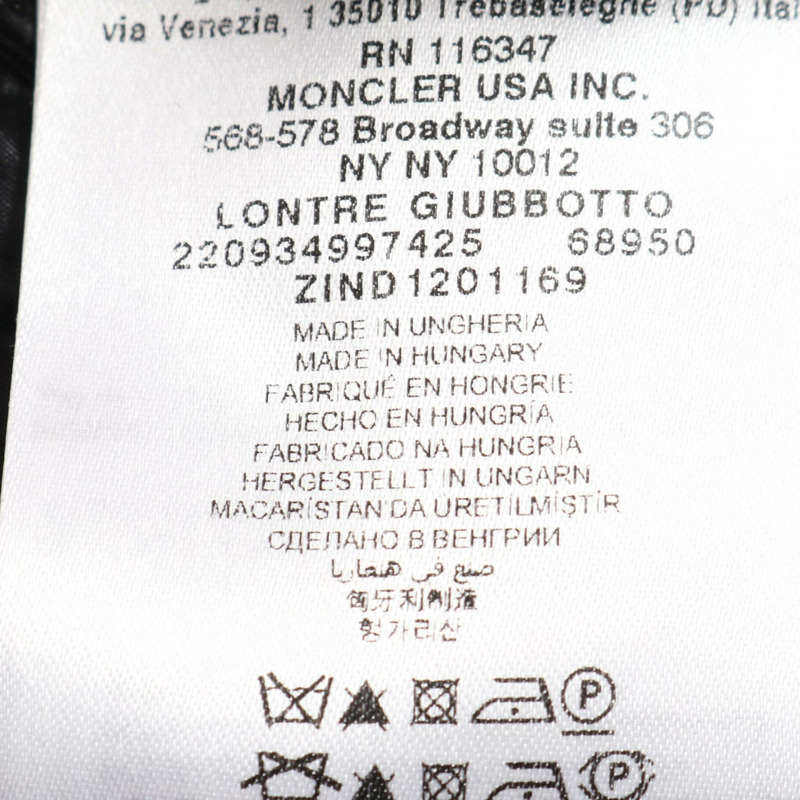 via Venezia, 1 35010 Trebaseleghe (PD) Ital
RN 116347
MONCLER USA INC.
568-578 Broadway suite 306
NY NY 10012
LONTRE GIUBBOTTO
220934997425 68950
ZIND1201169
MADE IN UNGHERIA
MADE IN HUNGARY
FABRIQUÉ EN HONGRIE
HECHO EN HUNGRÍA
FABRICADO NA HUNGRIA
HERGESTELLT IN UNGARN
MACARİSTAN'DA ÜRETİLMİŞTİR
СДЕЛАНО В ВЕНГРИИ
صنع في هنغاريا
匈牙利制造
헝가리산
P
P